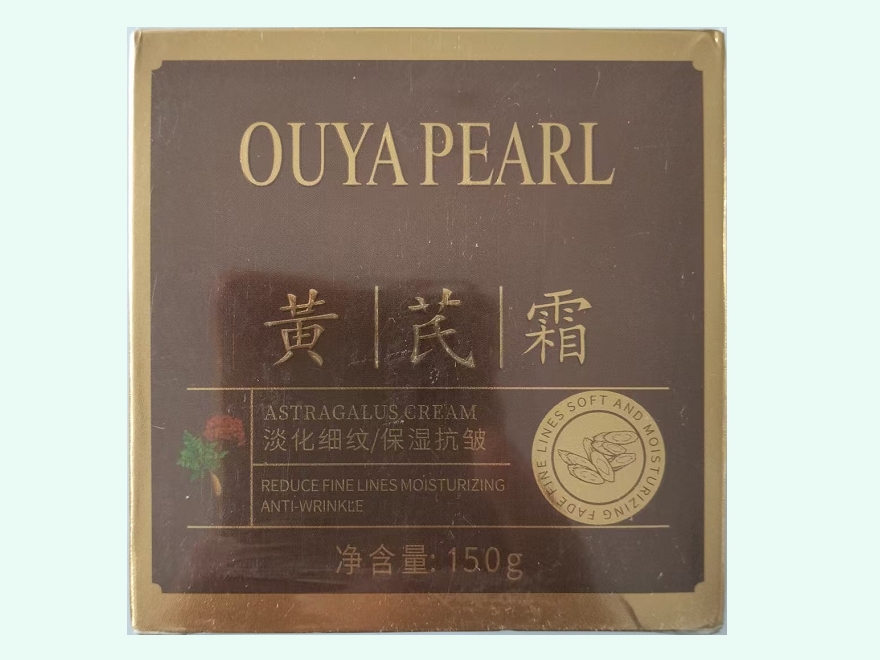 OUYA PEARL
黃芪霜
ASTRAGALUS CREAM
淡化细纹/保湿抗皱
REDUCE FINE LINES MOISTURIZING
ANTI-WRINKLE
FINE LINES SOFT AND MOISTURIZING FADE
净含量: 150g